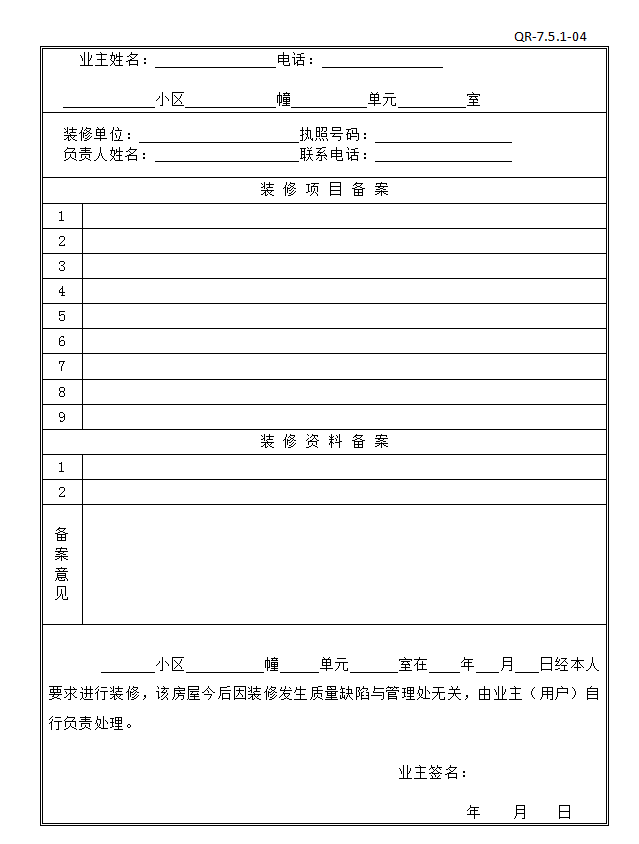 QR-7.5.1-04
业主姓名：________________电话：________________
____________小区____________幢__________单元_________室
装修单位：_____________________执照号码：__________________
负责人姓名：___________________联系电话：__________________
装 修 项 目 备 案
1
2
3
4
5
6
7
8
9
装 修 资 料 备 案
1
2
备
案
意
见
_______小区__________幢_____单元______室在____年___月___日经本人
要求进行装修，该房屋今后因装修发生质量缺陷与管理处无关，由业主（用户）自
行负责处理。
业主签名：
年 月 日